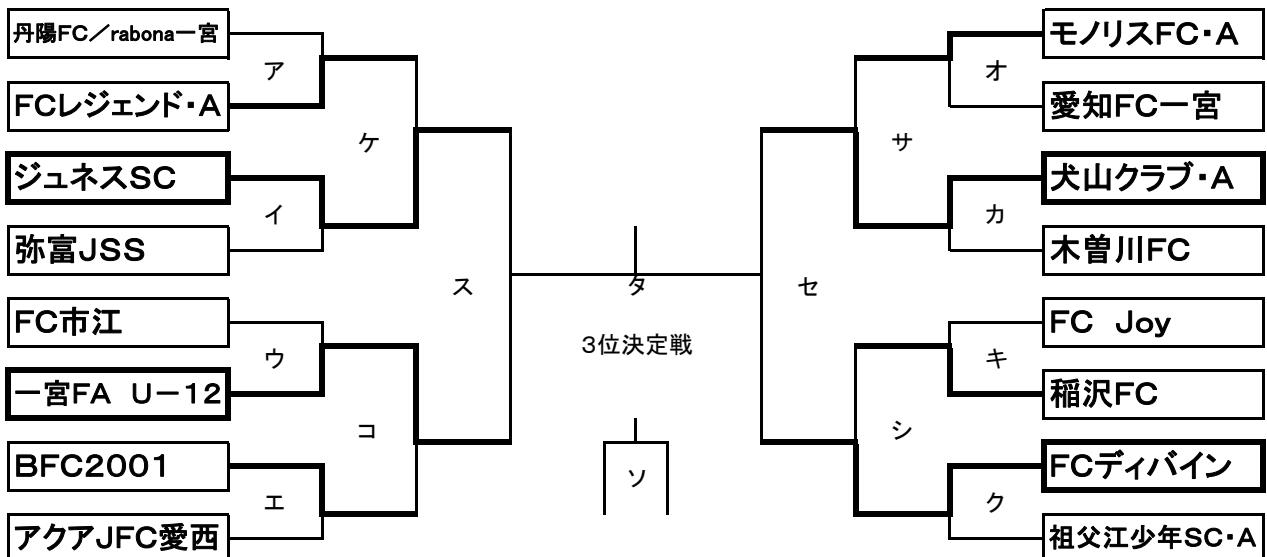 丹陽FC／rabona一宮
FCレジェンド・A
ジュネスSC
弥富JSS
FC市江
一宮FA　U－12
BFC2001
アクアJFC愛西
ア
イ
ウ
エ
ケ
コ
ス
タ
3位決定戦
ソ
セ
サ
シ
オ
カ
キ
ク
モノリスFC・A
愛知FC一宮
犬山クラブ・A
木曽川FC
FC　Joy
稲沢FC
FCディバイン
祖父江少年SC・A